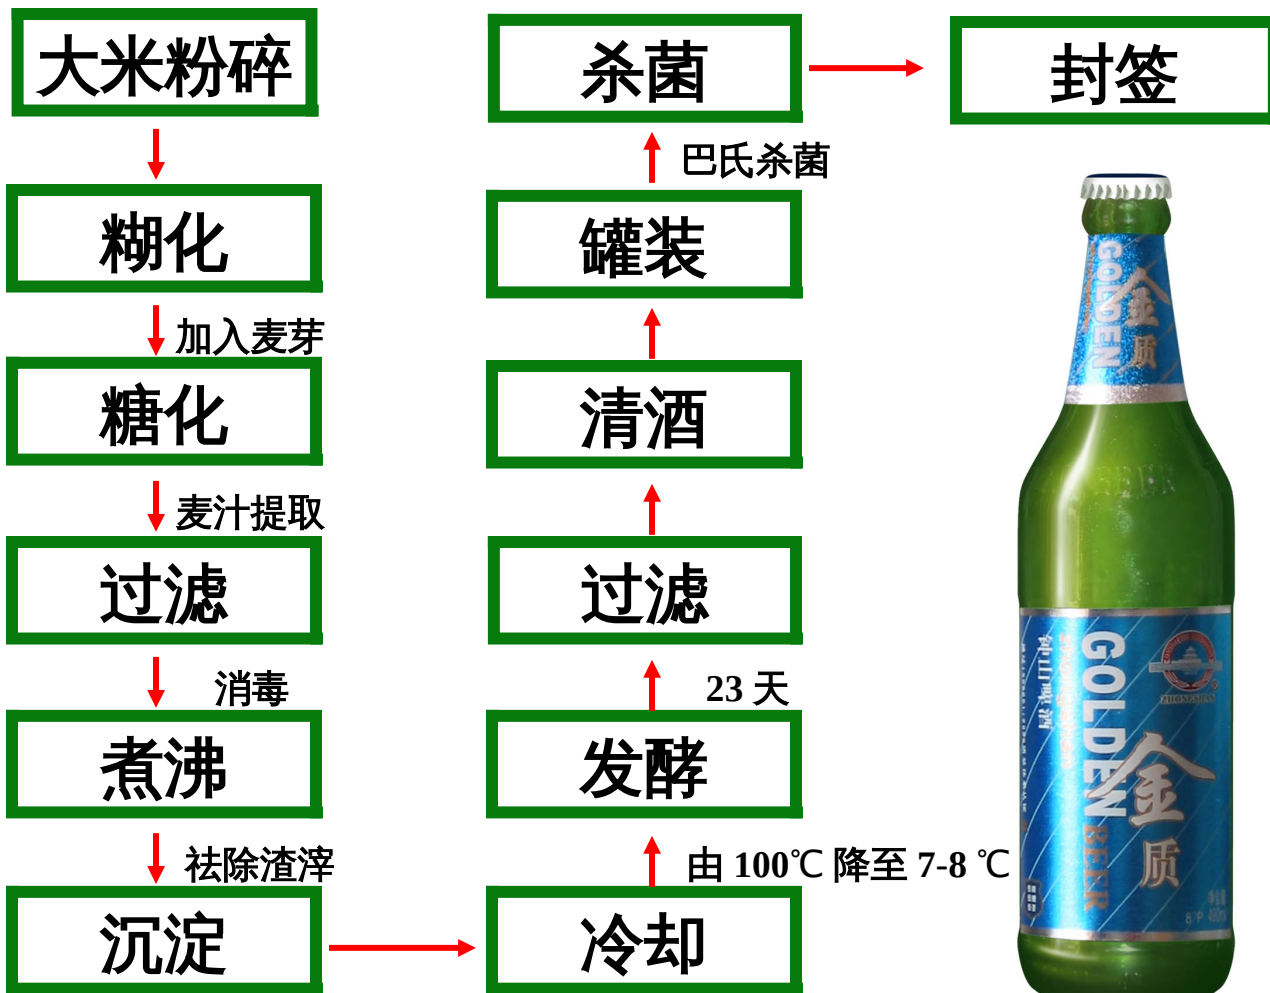 大米粉碎
糊化
加入麦芽
糖化
麦汁提取
过滤
消毒
煮沸
祛除渣滓
沉淀
冷却
由 100℃ 降至 7-8 ℃
发酵
23 天
过滤
清酒
罐装
巴氏杀菌
杀菌
封签
GOLDEN
金质
GOLDEN
BEER
金质
ZHONGSHAN